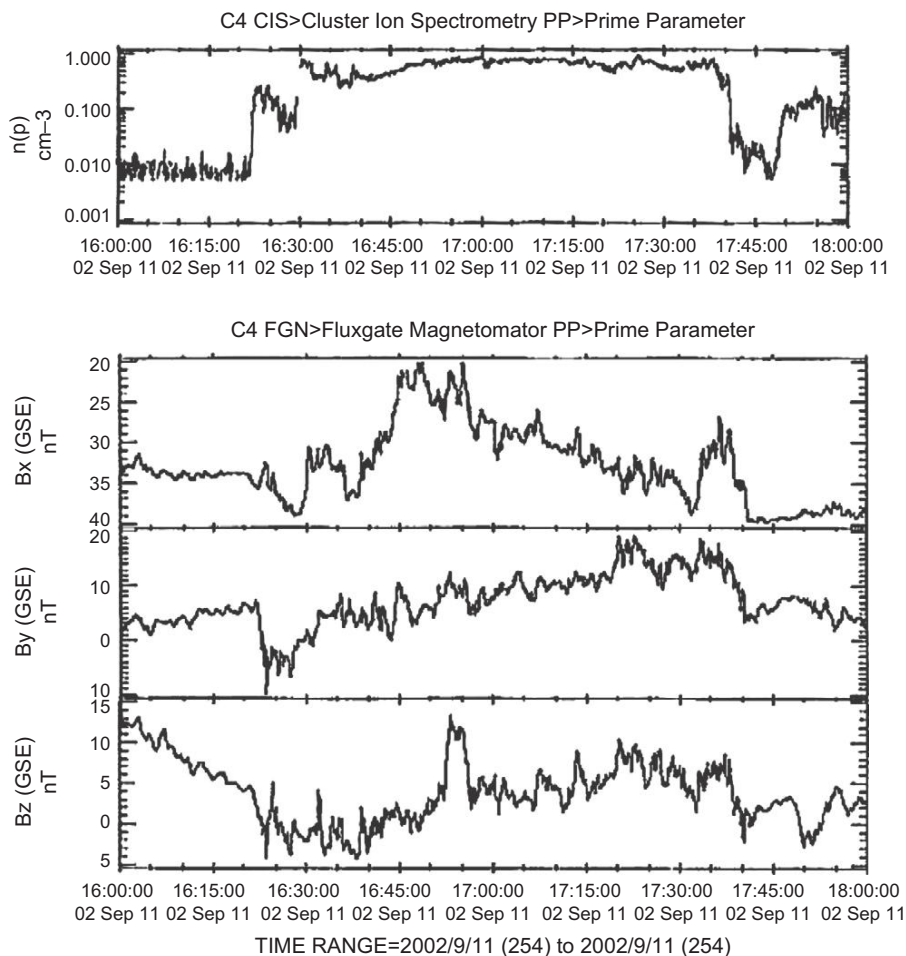 C4 CIS>Cluster Ion Spectrometry PP>Prime Parameter
1.000
0.100
0.010
0.001
n(p)
cm–3
16:00:00 16:15:00 16:30:00 16:45:00 17:00:00 17:15:00 17:30:00 17:45:00 18:00:00
02 Sep 11 02 Sep 11 02 Sep 11 02 Sep 11 02 Sep 11 02 Sep 11 02 Sep 11 02 Sep 11 02 Sep 11
C4 FGN>Fluxgate Magnetomator PP>Prime Parameter
20
25
30
35
40
Bx (GSE)
nT
20
10
0
10
By (GSE)
nT
15
10
5
0
5
Bz (GSE)
nT
16:00:00 16:15:00 16:30:00 16:45:00 17:00:00 17:15:00 17:30:00 17:45:00 18:00:00
02 Sep 11 02 Sep 11 02 Sep 11 02 Sep 11 02 Sep 11 02 Sep 11 02 Sep 11 02 Sep 11 02 Sep 11
TIME RANGE=2002/9/11 (254) to 2002/9/11 (254)